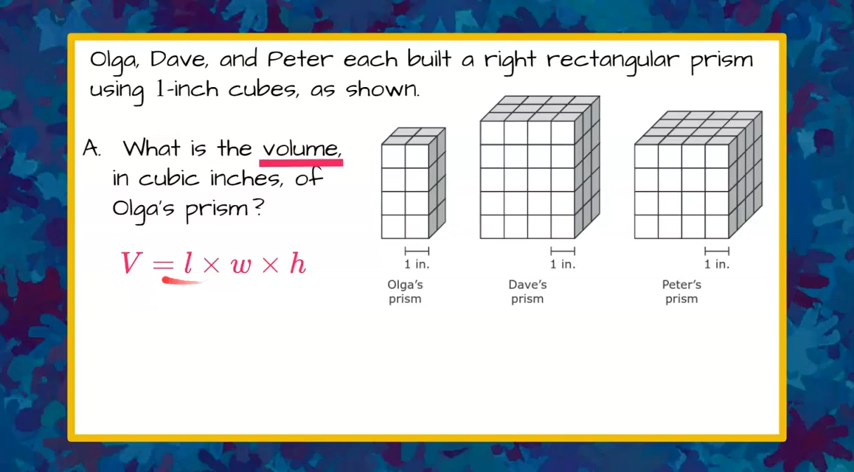 Olga, Dave, and Peter each built a right rectangular prism
using 1-inch cubes, as shown.
A. What is the volume,
in cubic inches, of
Olga's prism?
V = l × w × h
1 in.
Olga's
prism
1 in.
Dave's
prism
1 in.
Peter's
prism